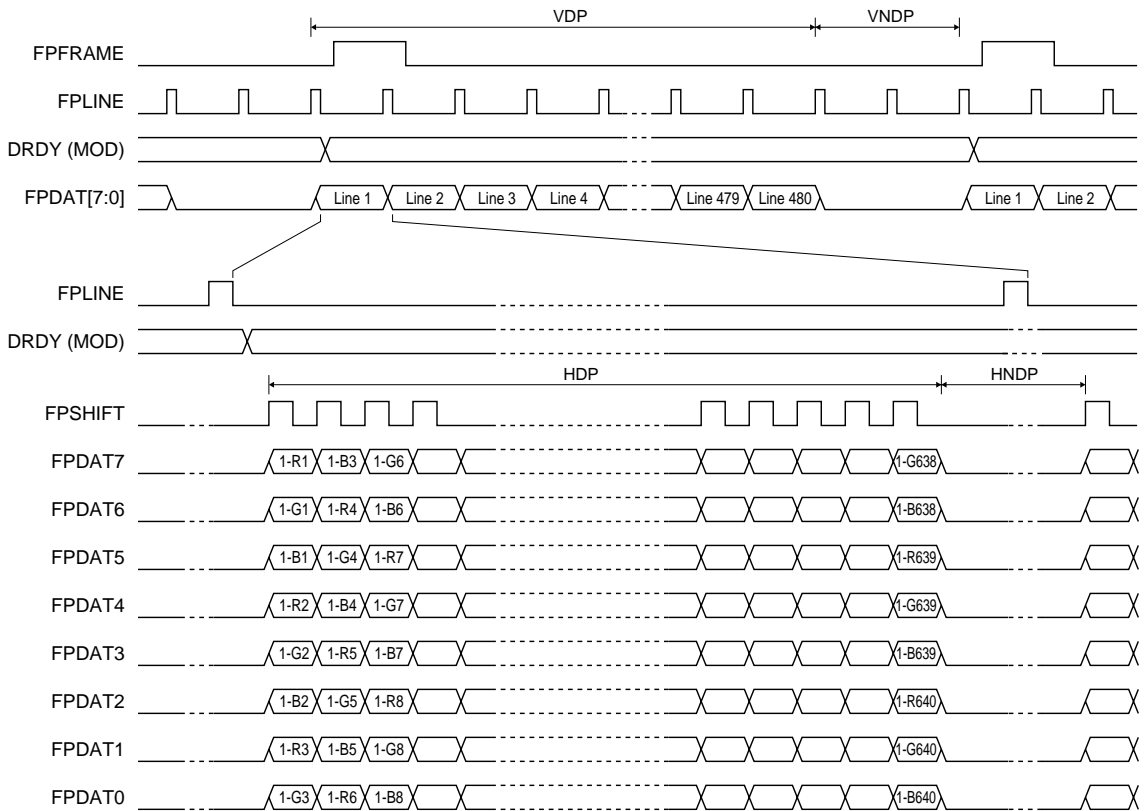 VDP VNDP
FPFRAME
FPLINE
DRDY (MOD)
FPDAT[7:0] Line 1 Line 2 Line 3 Line 4 Line 479 Line 480 Line 1 Line 2
FPLINE
DRDY (MOD)
HDP HNDP
FPSHIFT
FPDAT7 1-R1 1-B3 1-G6 1-G638
FPDAT6 1-G1 1-R4 1-B6 1-B638
FPDAT5 1-B1 1-G4 1-R7 1-R639
FPDAT4 1-R2 1-B4 1-G7 1-G639
FPDAT3 1-G2 1-R5 1-B7 1-B639
FPDAT2 1-B2 1-G5 1-R8 1-R640
FPDAT1 1-R3 1-B5 1-G8 1-G640
FPDAT0 1-G3 1-R6 1-B8 1-B640